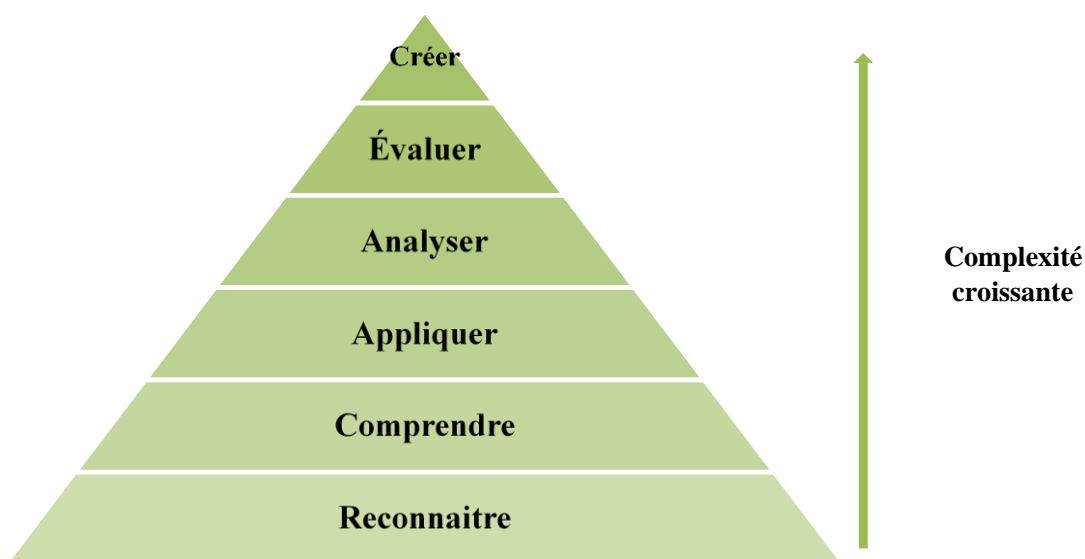 Créer
Évaluer
Analyser
Appliquer
Comprendre
Reconnaitre
Complexité
croissante